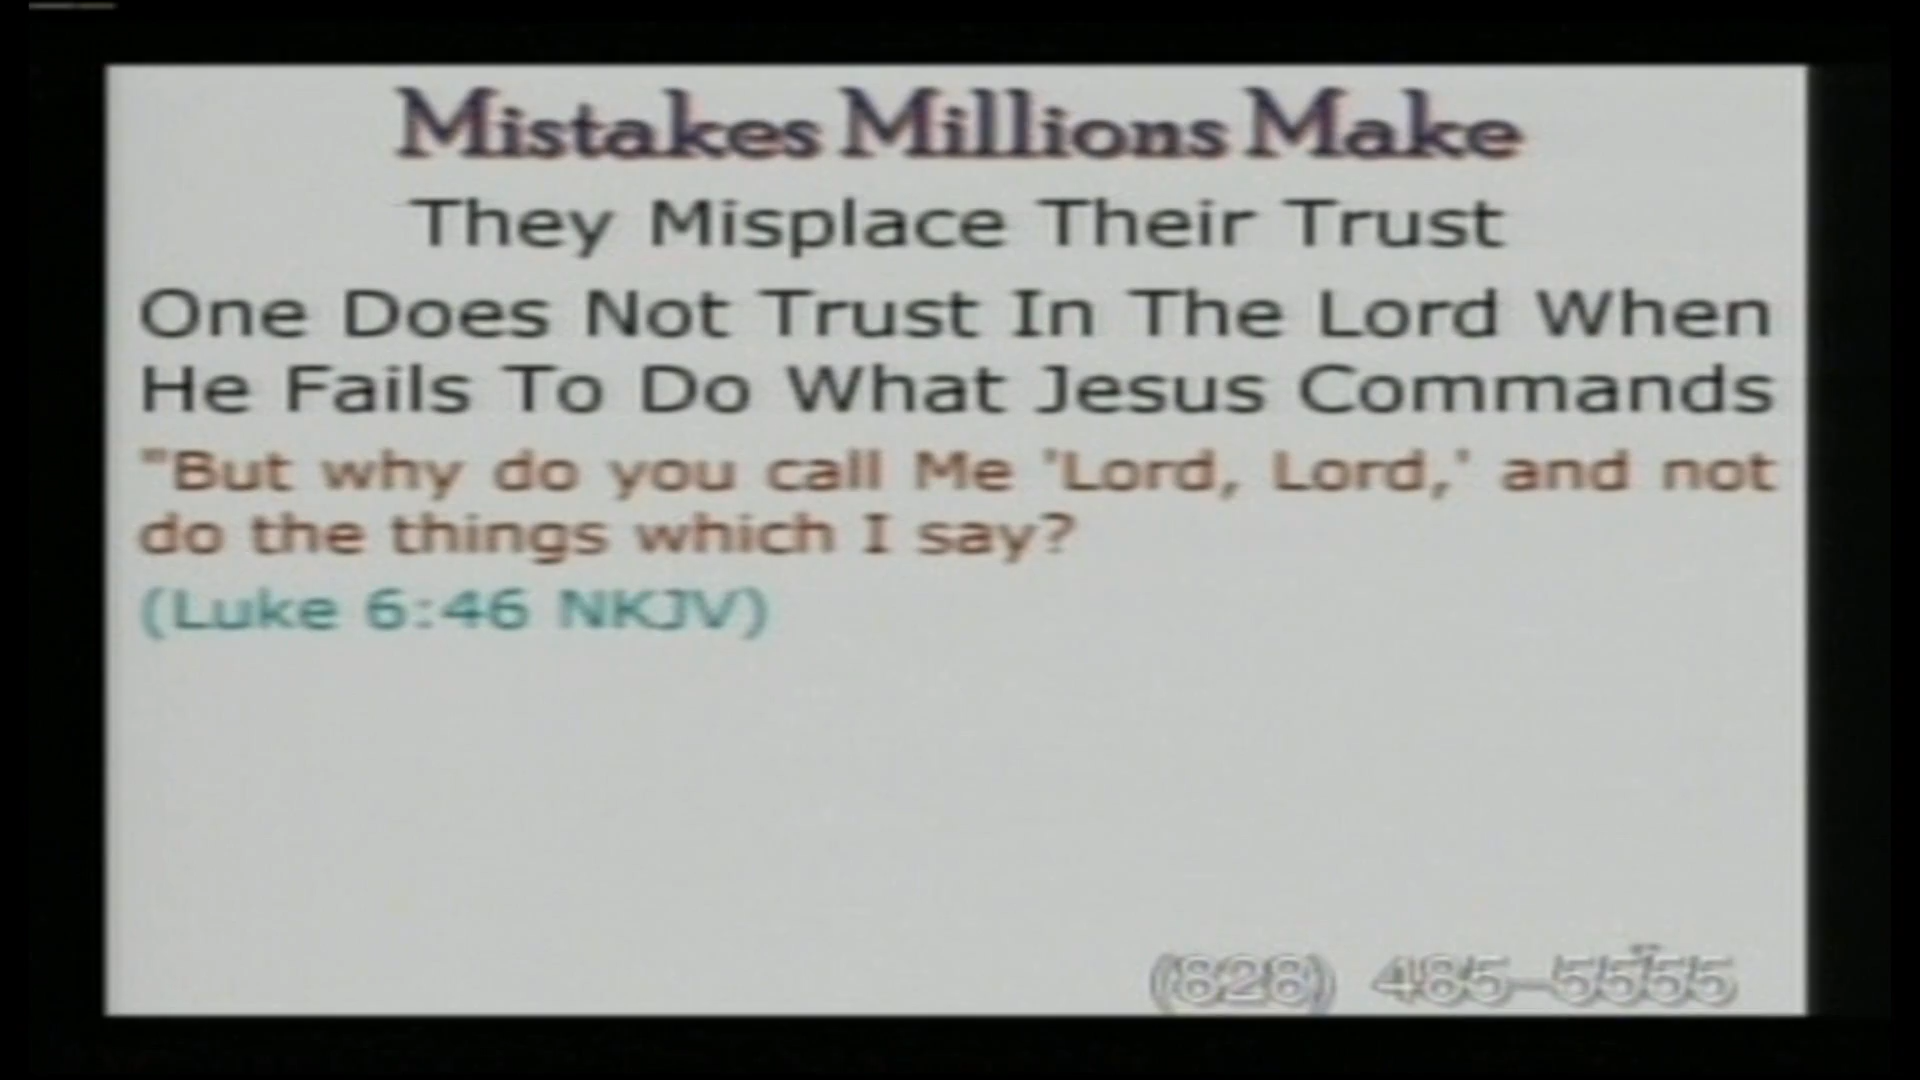 Mistakes Millions Make
They Misplace Their Trust
One Does Not Trust In The Lord When
He Fails To Do What Jesus Commands
"But why do you call Me 'Lord, Lord,' and not
do the things which I say?
(Luke 6:46 NKJV)
(828) 485-5555